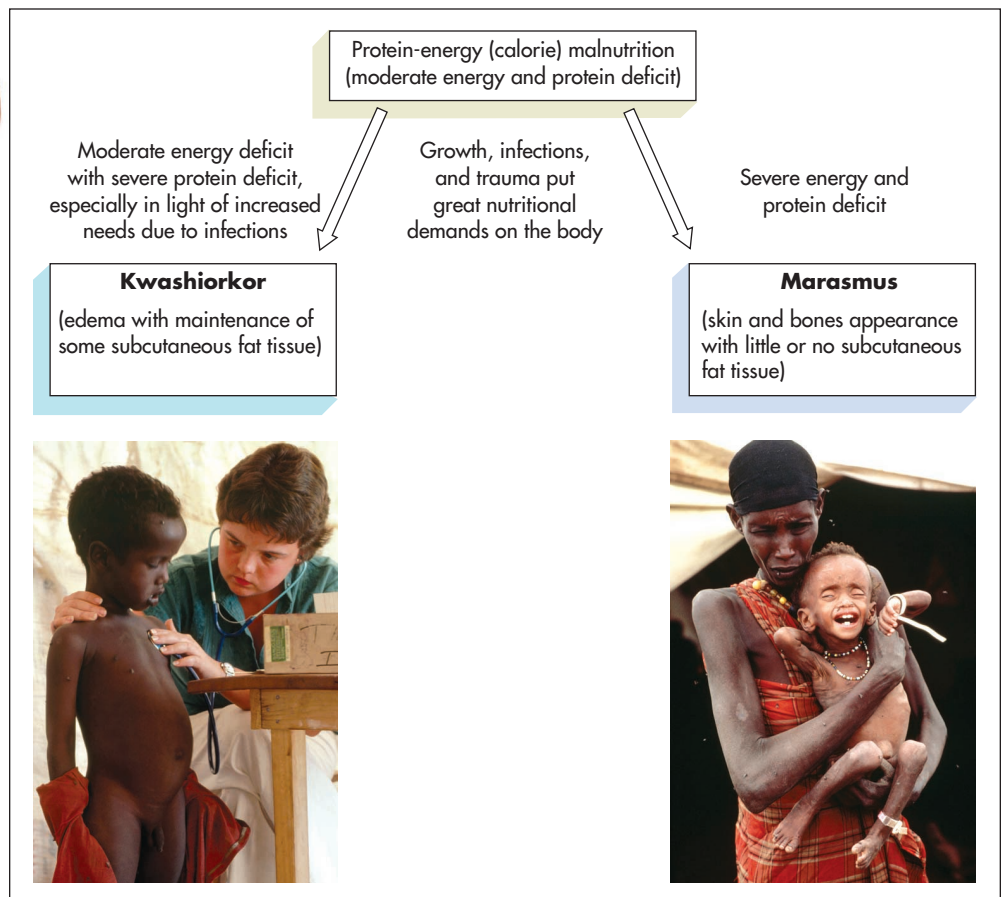 Protein-energy (calorie) malnutrition
(moderate energy and protein deficit)
Moderate energy deficit
with severe protein deficit,
especially in light of increased
needs due to infections
Growth, infections,
and trauma put
great nutritional
demands on the body
Severe energy and
protein deficit
Kwashiorkor
(edema with maintenance of
some subcutaneous fat tissue)
Marasmus
(skin and bones appearance
with little or no subcutaneous
fat tissue)